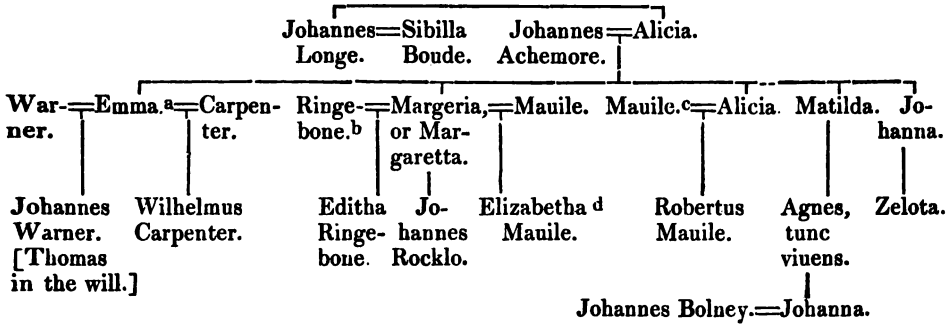 Johannes═Sibilla Johannes═Alicia.
Longe. Boude. Achemore.
War-═Emma.a═Carpen- Ringe-═Margeria,═Mauile. Mauile.c═Alicia. Matilda. Jo-
ner. ter. bone.b or Mar- hanna.
garetta.
Johannes Wilhelmus Editha Jo- Elizabetha d Robertus Agnes, Zelota.
Warner. Carpenter. Ringe- hannes Mauile. Mauile. tunc
[Thomas bone. Rocklo. viuens.
in the will.]
Johannes Bolney.═Johanna.